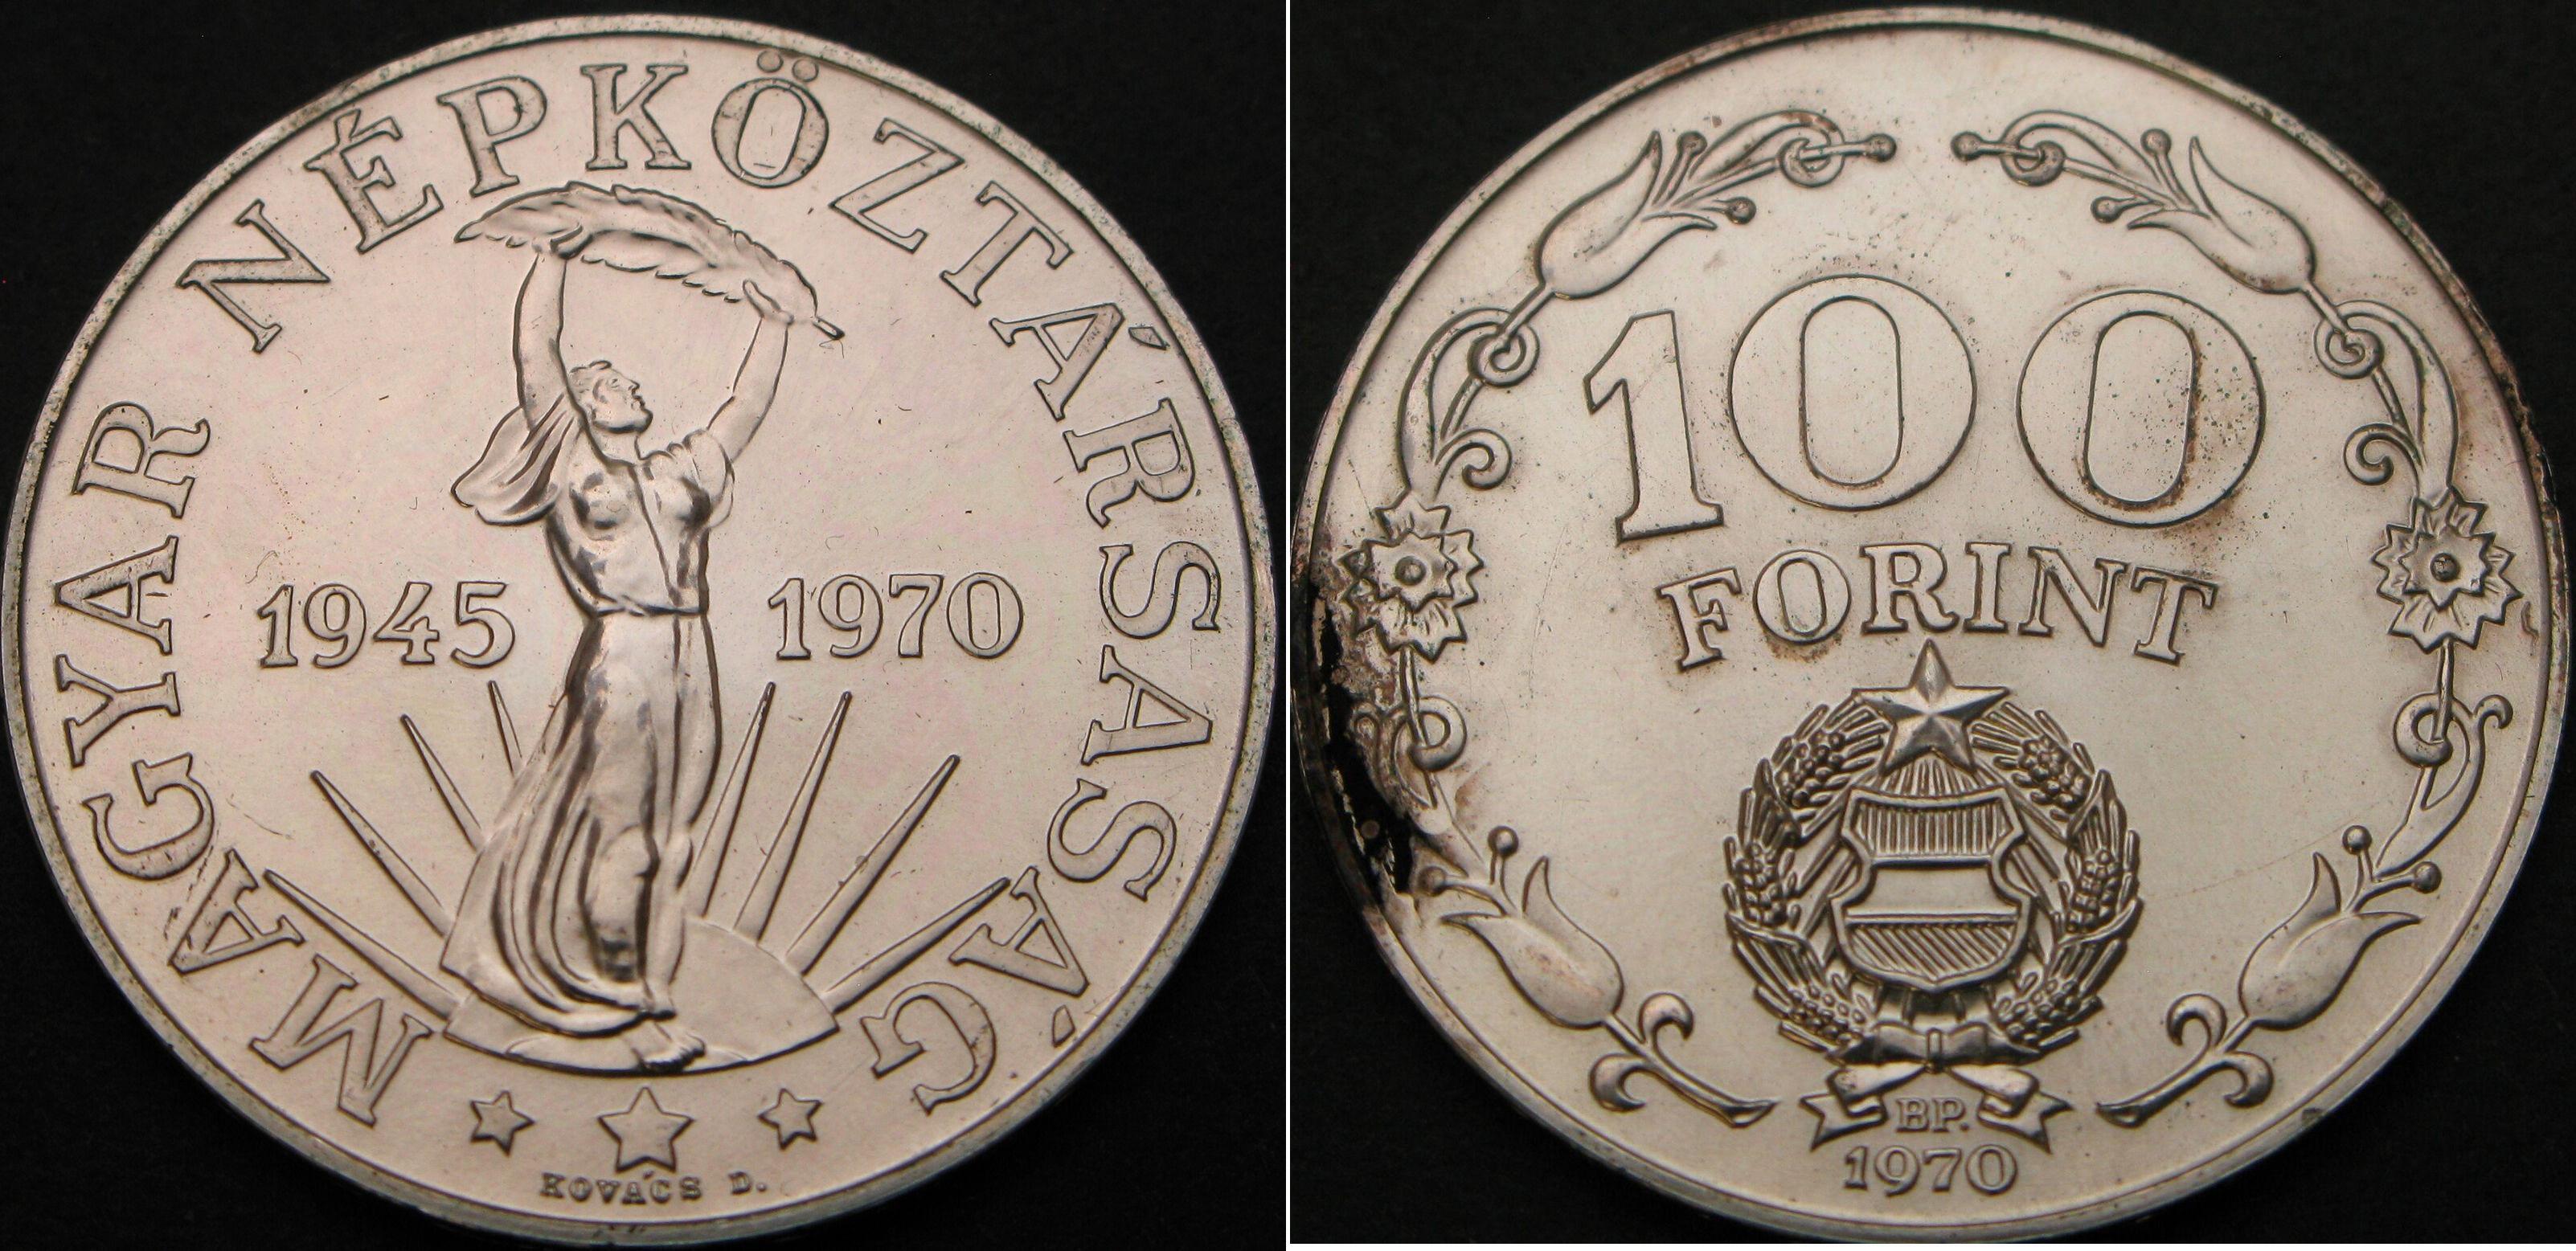 MAGYAR NÉPKÖZTÁRSASÁG
1945 1970
KOVÁCS D.
100
FORINT
BP.
1970